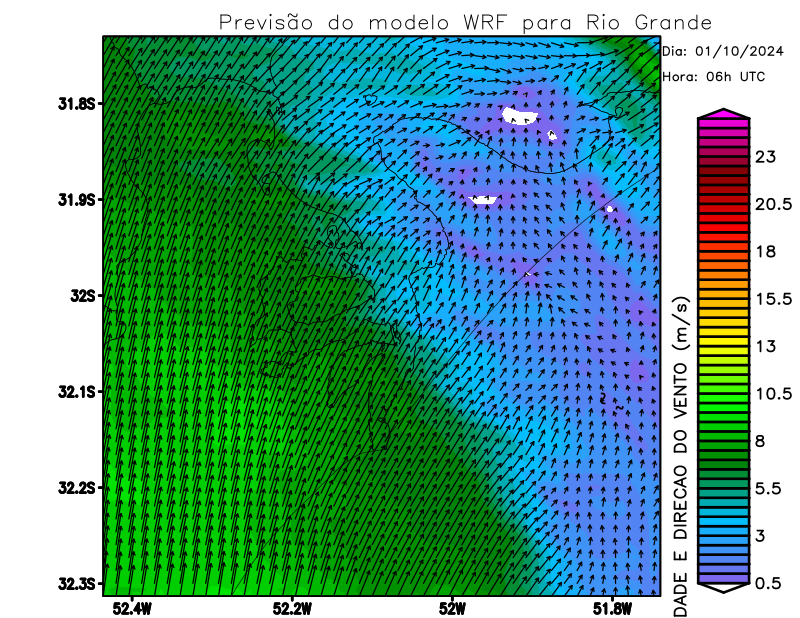 Previsão do modelo WRF para Rio Grande
Dia: 01/10/2024
Hora: 06h UTC
31.8S
31.9S
32S
32.1S
32.2S
32.3S
52.4W
52.2W
52W
51.8W
DADE E DIRECAO DO VENTO (m/s)
23
20.5
18
15.5
13
10.5
8
5.5
3
0.5